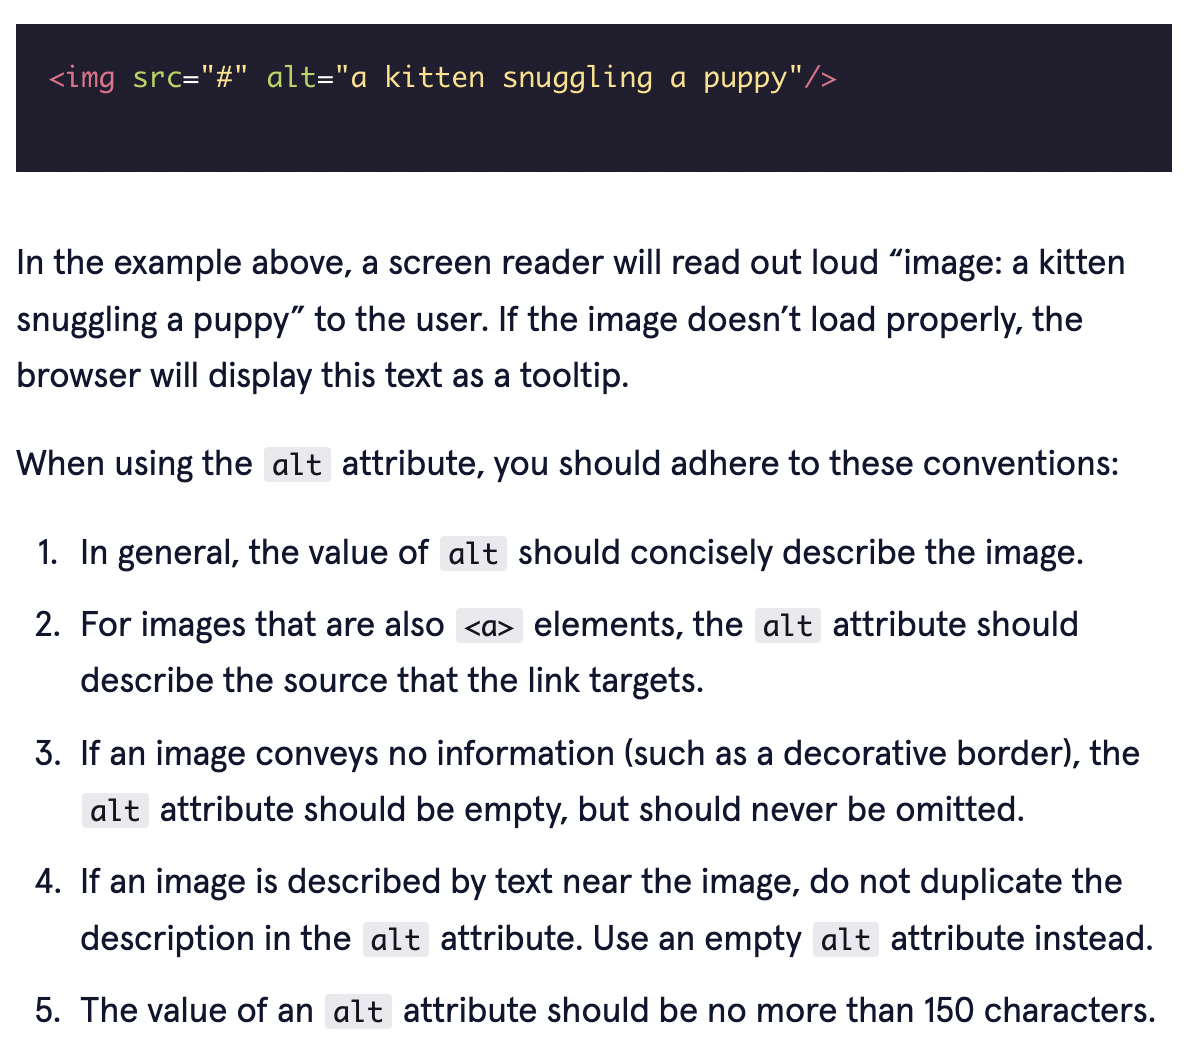 <img src="#" alt="a kitten snuggling a puppy"/>
In the example above, a screen reader will read out loud “image: a kitten
snuggling a puppy” to the user. If the image doesn’t load properly, the
browser will display this text as a tooltip.
When using the alt attribute, you should adhere to these conventions:
1. In general, the value of alt should concisely describe the image.
2. For images that are also <a> elements, the alt attribute should
describe the source that the link targets.
3. If an image conveys no information (such as a decorative border), the
alt attribute should be empty, but should never be omitted.
4. If an image is described by text near the image, do not duplicate the
description in the alt attribute. Use an empty alt attribute instead.
5. The value of an alt attribute should be no more than 150 characters.